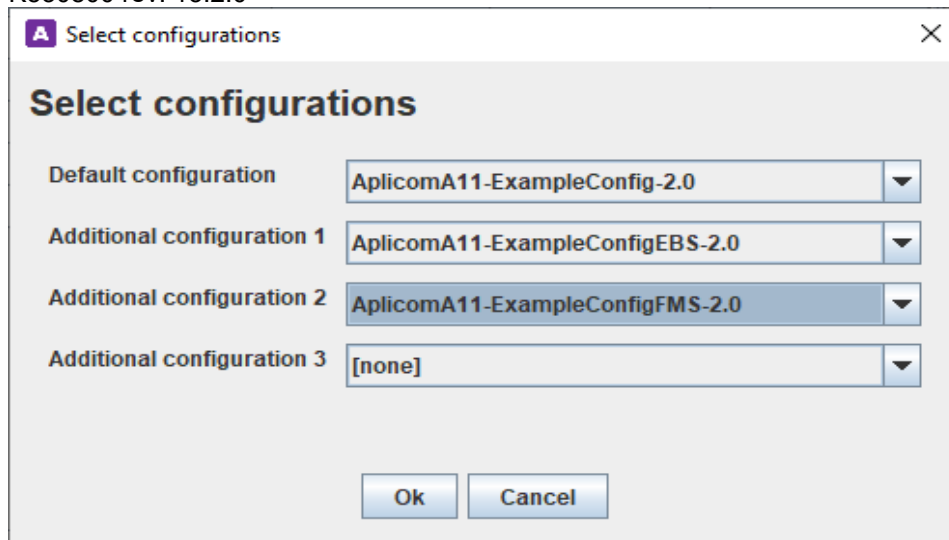 A Select configurations
Select configurations
Default configuration AplicomA11-ExampleConfig-2.0
Additional configuration 1 AplicomA11-ExampleConfigEBS-2.0
Additional configuration 2 AplicomA11-ExampleConfigFMS-2.0
Additional configuration 3 [none]
Ok Cancel